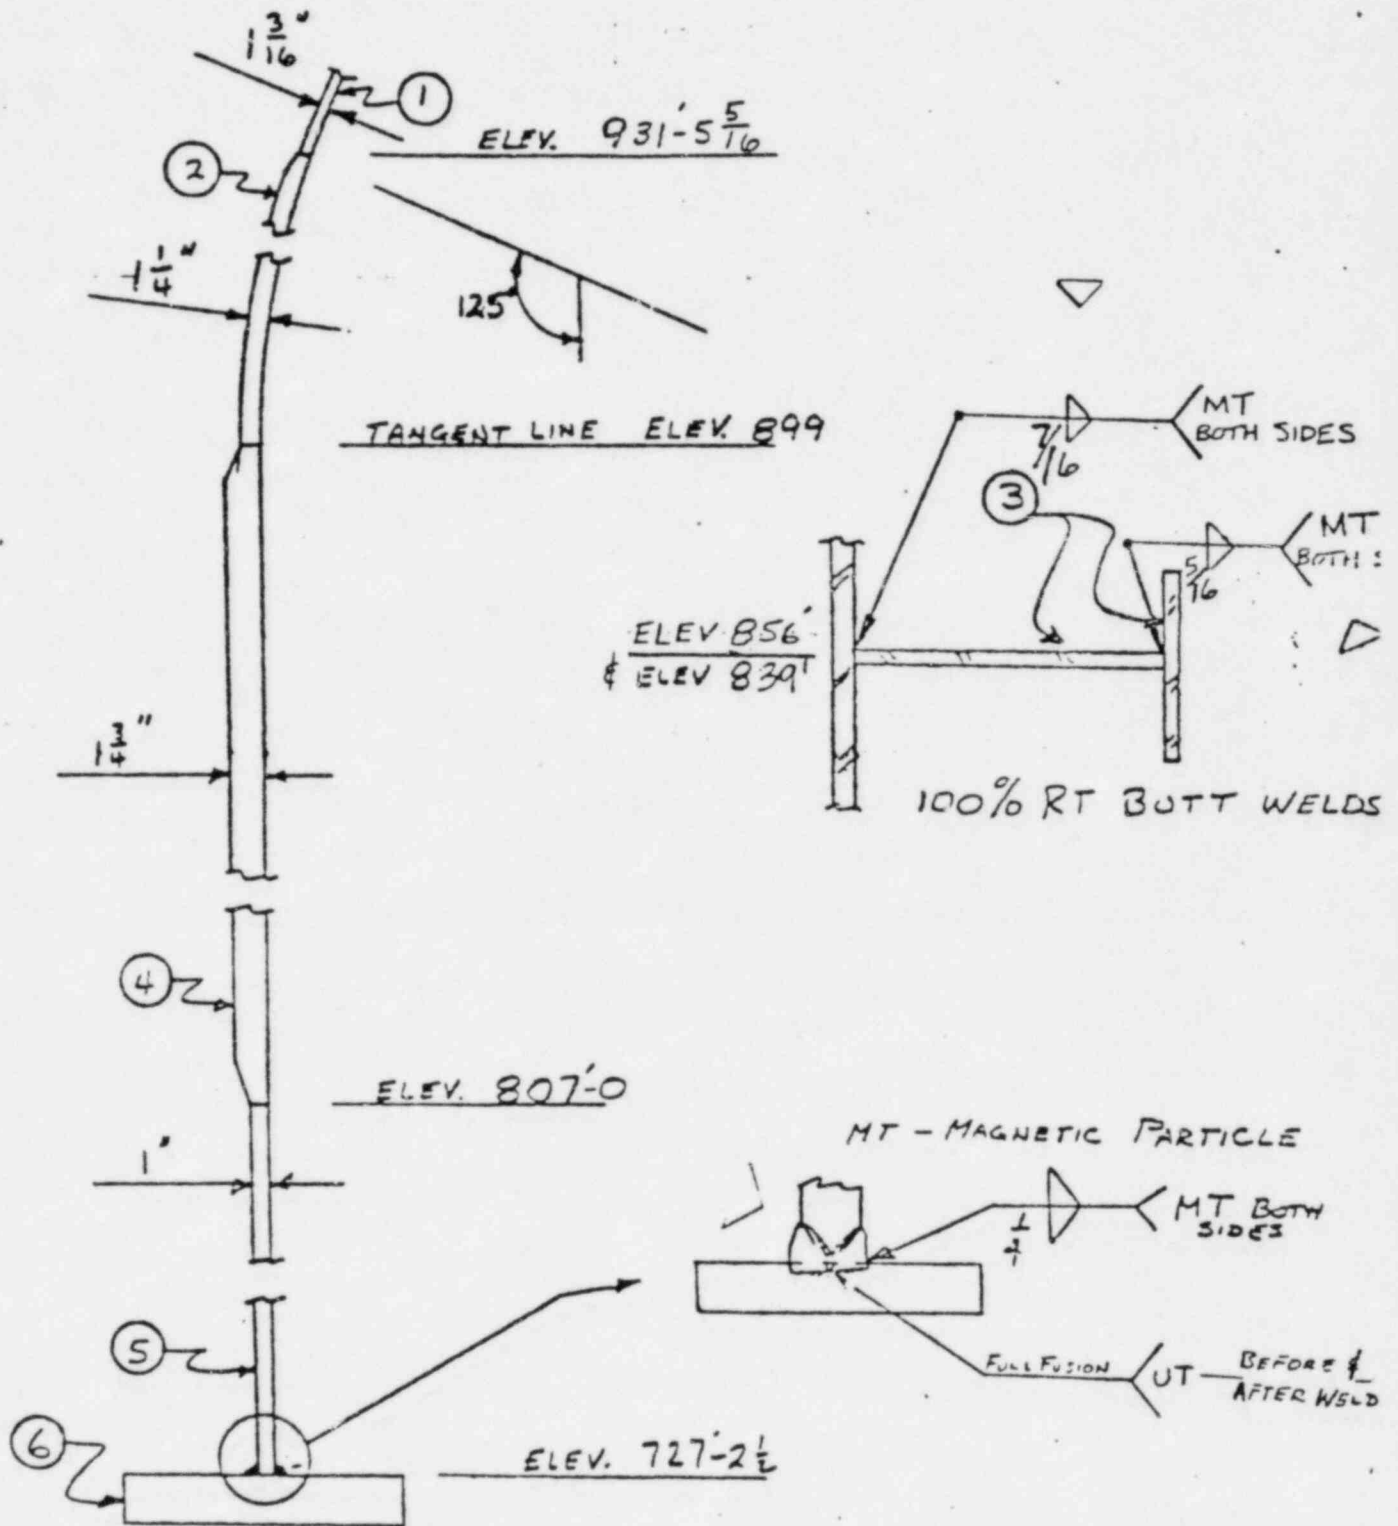 1 3/16"
1
ELEV. 931'-5 5/16
2
1 1/4"
125
TANGENT LINE ELEV. 899
7/16
MT
BOTH SIDES
3
5/16
MT
BOTH
ELEV 856'
& ELEV 839'
1 3/4"
100% RT BUTT WELDS
4
ELEV. 807'-0
1"
MT - MAGNETIC PARTICLE
MT BOTH
SIDES
5
FULL FUSION
UT - BEFORE &
AFTER WELD
6
ELEV. 727'-2 1/2